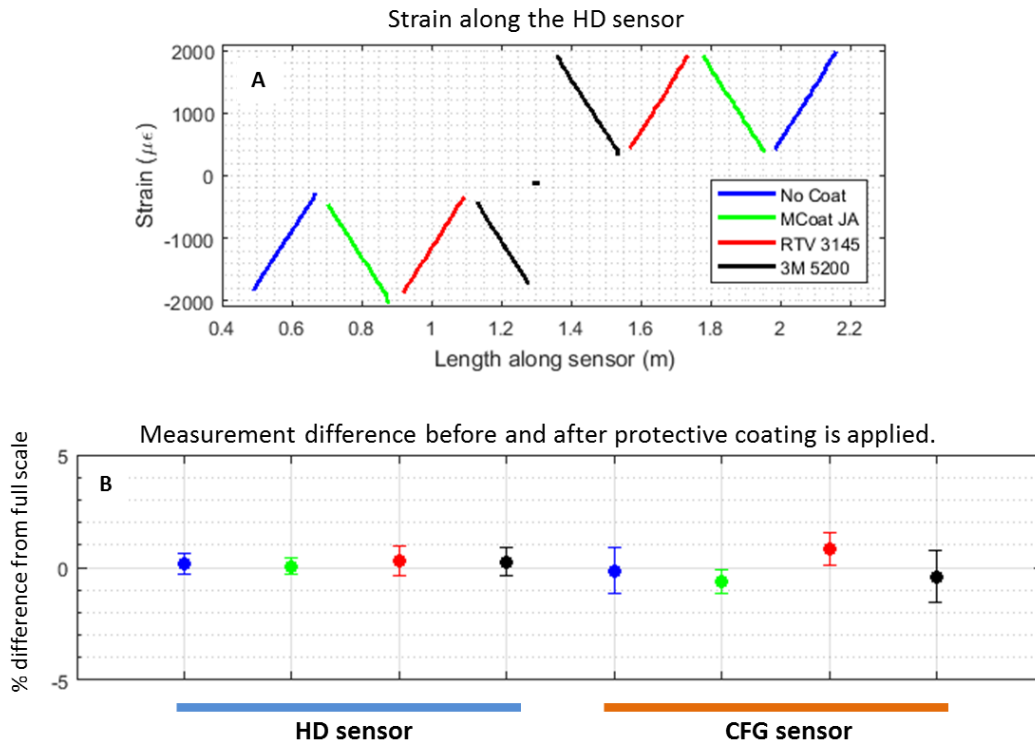 Strain along the HD sensor
A
Strain (με)
2000
1000
0
-1000
-2000
No Coat
MCoat JA
RTV 3145
3M 5200
0.4 0.6 0.8 1 1.2 1.4 1.6 1.8 2 2.2
Length along sensor (m)
Measurement difference before and after protective coating is applied.
B
% difference from full scale
5
0
-5
HD sensor
CFG sensor